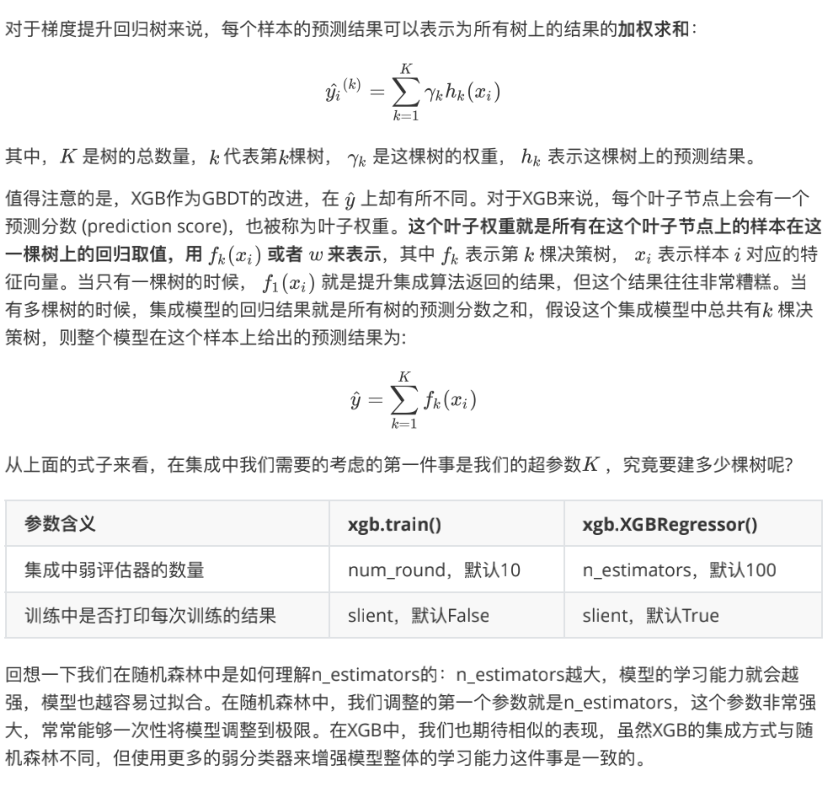 对于梯度提升回归树来说，每个样本的预测结果可以表示为所有树上的结果的加权求和：
$$\hat{y}_i^{(k)} = \sum_{k=1}^{K} \gamma_k h_k(x_i)$$
其中，$K$ 是树的总数量，$k$ 代表第$k$棵树，$\gamma_k$ 是这棵树的权重，$h_k$ 表示这棵树上的预测结果。
值得注意的是，XGB作为GBDT的改进，在 $\hat{y}$ 上却有所不同。对于XGB来说，每个叶子节点上会有一个
预测分数 (prediction score)，也被称为叶子权重。这个叶子权重就是所有在这个叶子节点上的样本在这
一棵树上的回归取值，用 $f_k(x_i)$ 或者 $w$ 来表示，其中 $f_k$ 表示第 $k$ 棵决策树，$x_i$ 表示样本 $i$ 对应的特
征向量。当只有一棵树的时候，$f_1(x_i)$ 就是提升集成算法返回的结果，但这个结果往往非常糟糕。当
有多棵树的时候，集成模型的回归结果就是所有树的预测分数之和，假设这个集成模型中总共有$k$ 棵决
策树，则整个模型在这个样本上给出的预测结果为:
$$\hat{y} = \sum_{k=1}^{K} f_k(x_i)$$
从上面的式子来看，在集成中我们需要的考虑的第一件事是我们的超参数$K$ ，究竟要建多少棵树呢？
参数含义 xgb.train() xgb.XGBRegressor()
集成中弱评估器的数量 num_round，默认10 n_estimators，默认100
训练中是否打印每次训练的结果 slient，默认False slient，默认True
回想一下我们在随机森林中是如何理解n_estimators的：n_estimators越大，模型的学习能力就会越
强，模型也越容易过拟合。在随机森林中，我们调整的第一个参数就是n_estimators，这个参数非常强
大，常常能够一次性将模型调整到极限。在XGB中，我们也期待相似的表现，虽然XGB的集成方式与随
机森林不同，但使用更多的弱分类器来增强模型整体的学习能力这件事是一致的。